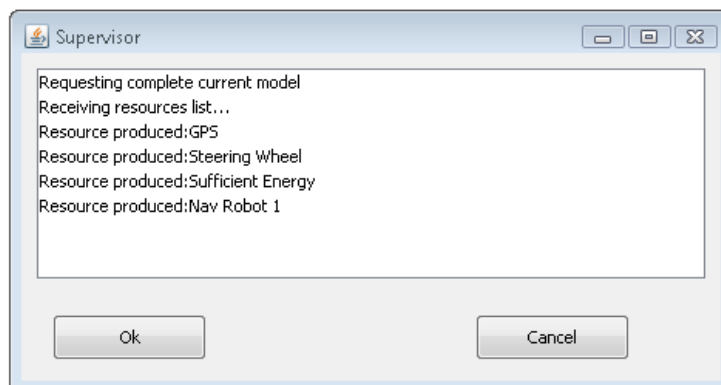 Supervisor
Requesting complete current model
Receiving resources list...
Resource produced:GPS
Resource produced:Steering Wheel
Resource produced:Sufficient Energy
Resource produced:Nav Robot 1
Ok
Cancel